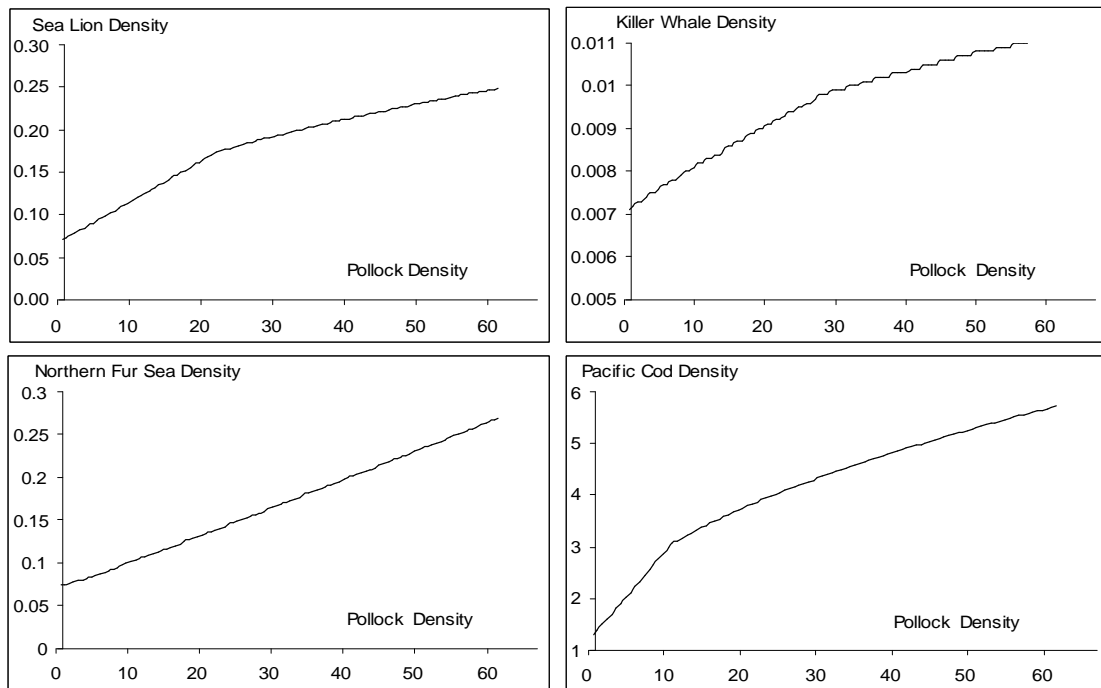 Sea Lion Density
0.30
0.25
0.20
0.15
0.10
0.05
0.00
Pollock Density
0 10 20 30 40 50 60
Killer Whale Density
0.011
0.01
0.009
0.008
0.007
0.006
0.005
Pollock Density
0 10 20 30 40 50 60
Northern Fur Sea Density
0.3
0.25
0.2
0.15
0.1
0.05
0
Pollock Density
0 10 20 30 40 50 60
Pacific Cod Density
6
5
4
3
2
1
Pollock Density
0 10 20 30 40 50 60